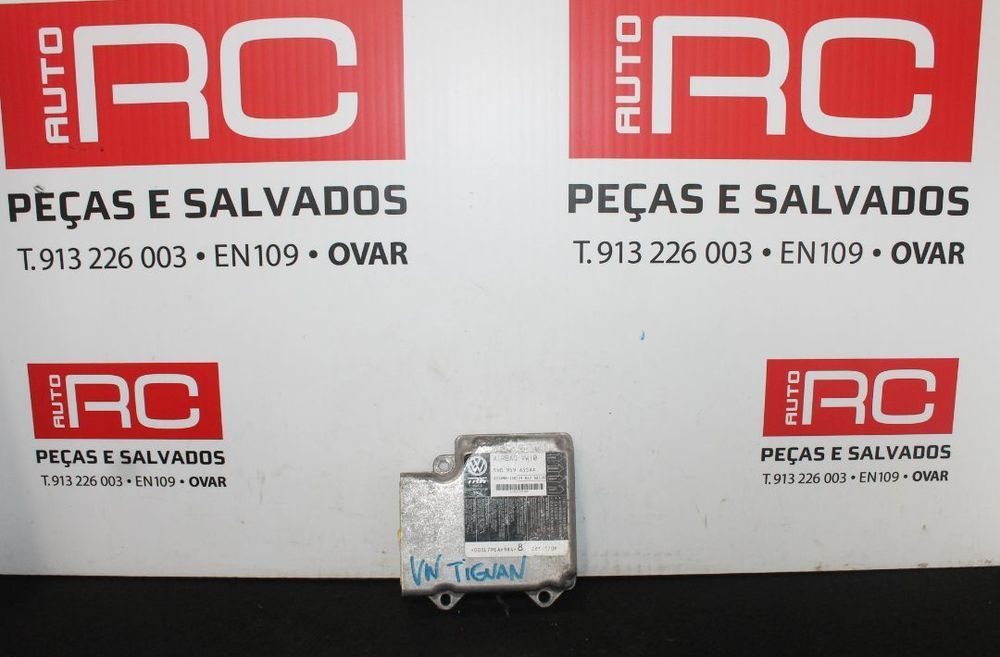 AUTO RC
PEÇAS E SALVADOS
T. 913 226 003 • EN109 • OVAR
AUTO RC
PEÇAS E SALVADOS
T. 913 226 003 • EN109 • OVAR
AUTO RC
PEÇAS E SALVADOS
T. 913 226 003 • EN109 • OVAR
AUTO RC
PEÇAS E SALVADOS
T. 913 226 003 • EN109 • OVAR
AIRBAG VW10
TRW
VW TIGUAN